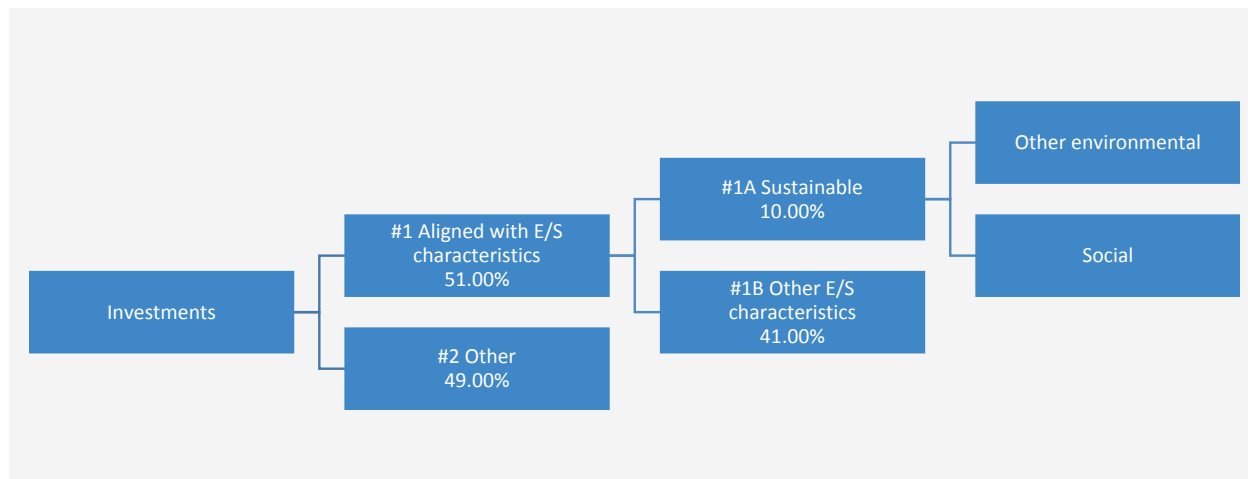 Investments
#1 Aligned with E/S
characteristics
51.00%
#2 Other
49.00%
#1A Sustainable
10.00%
#1B Other E/S
characteristics
41.00%
Other environmental
Social